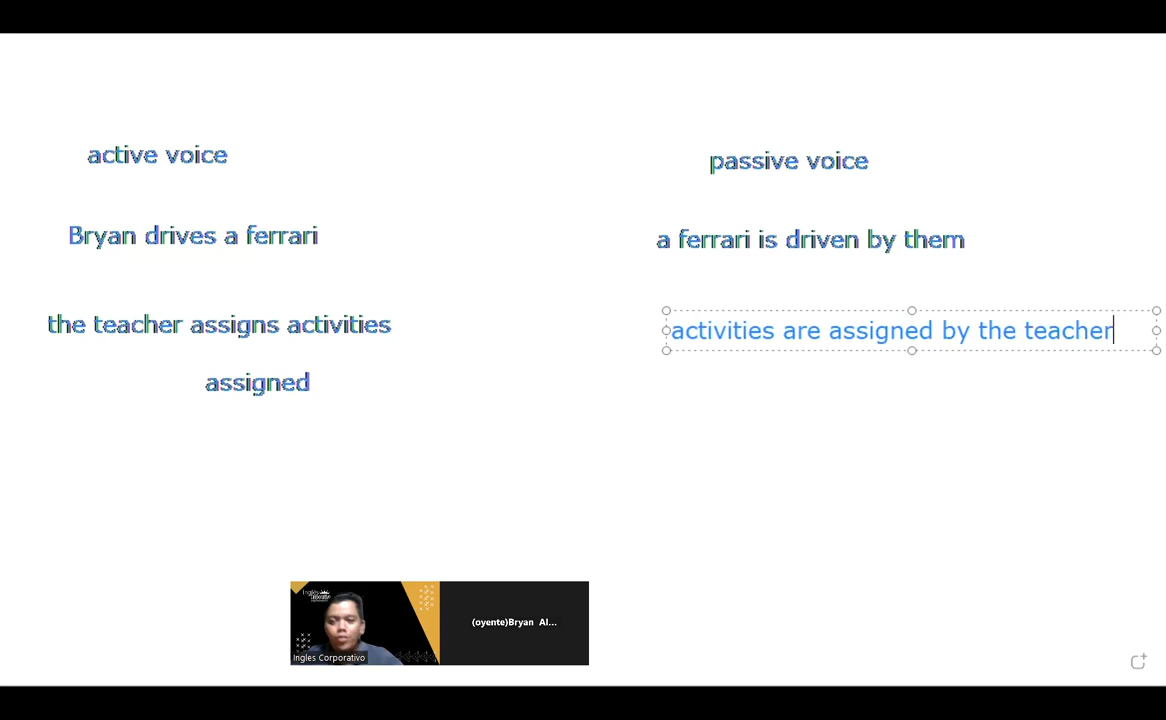 active voice
passive voice
Bryan drives a ferrari
a ferrari is driven by them
the teacher assigns activities
activities are assigned by the teacher
assigned
Ingles Corporativo
(oyente)Bryan Al...